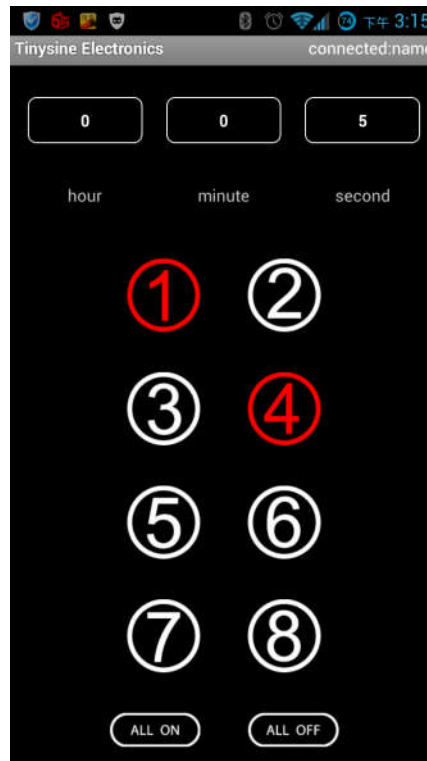 74 下午 3:15
Tinysine Electronics connected:name
0 0 5
hour minute second
1 2
3 4
5 6
7 8
ALL ON ALL OFF